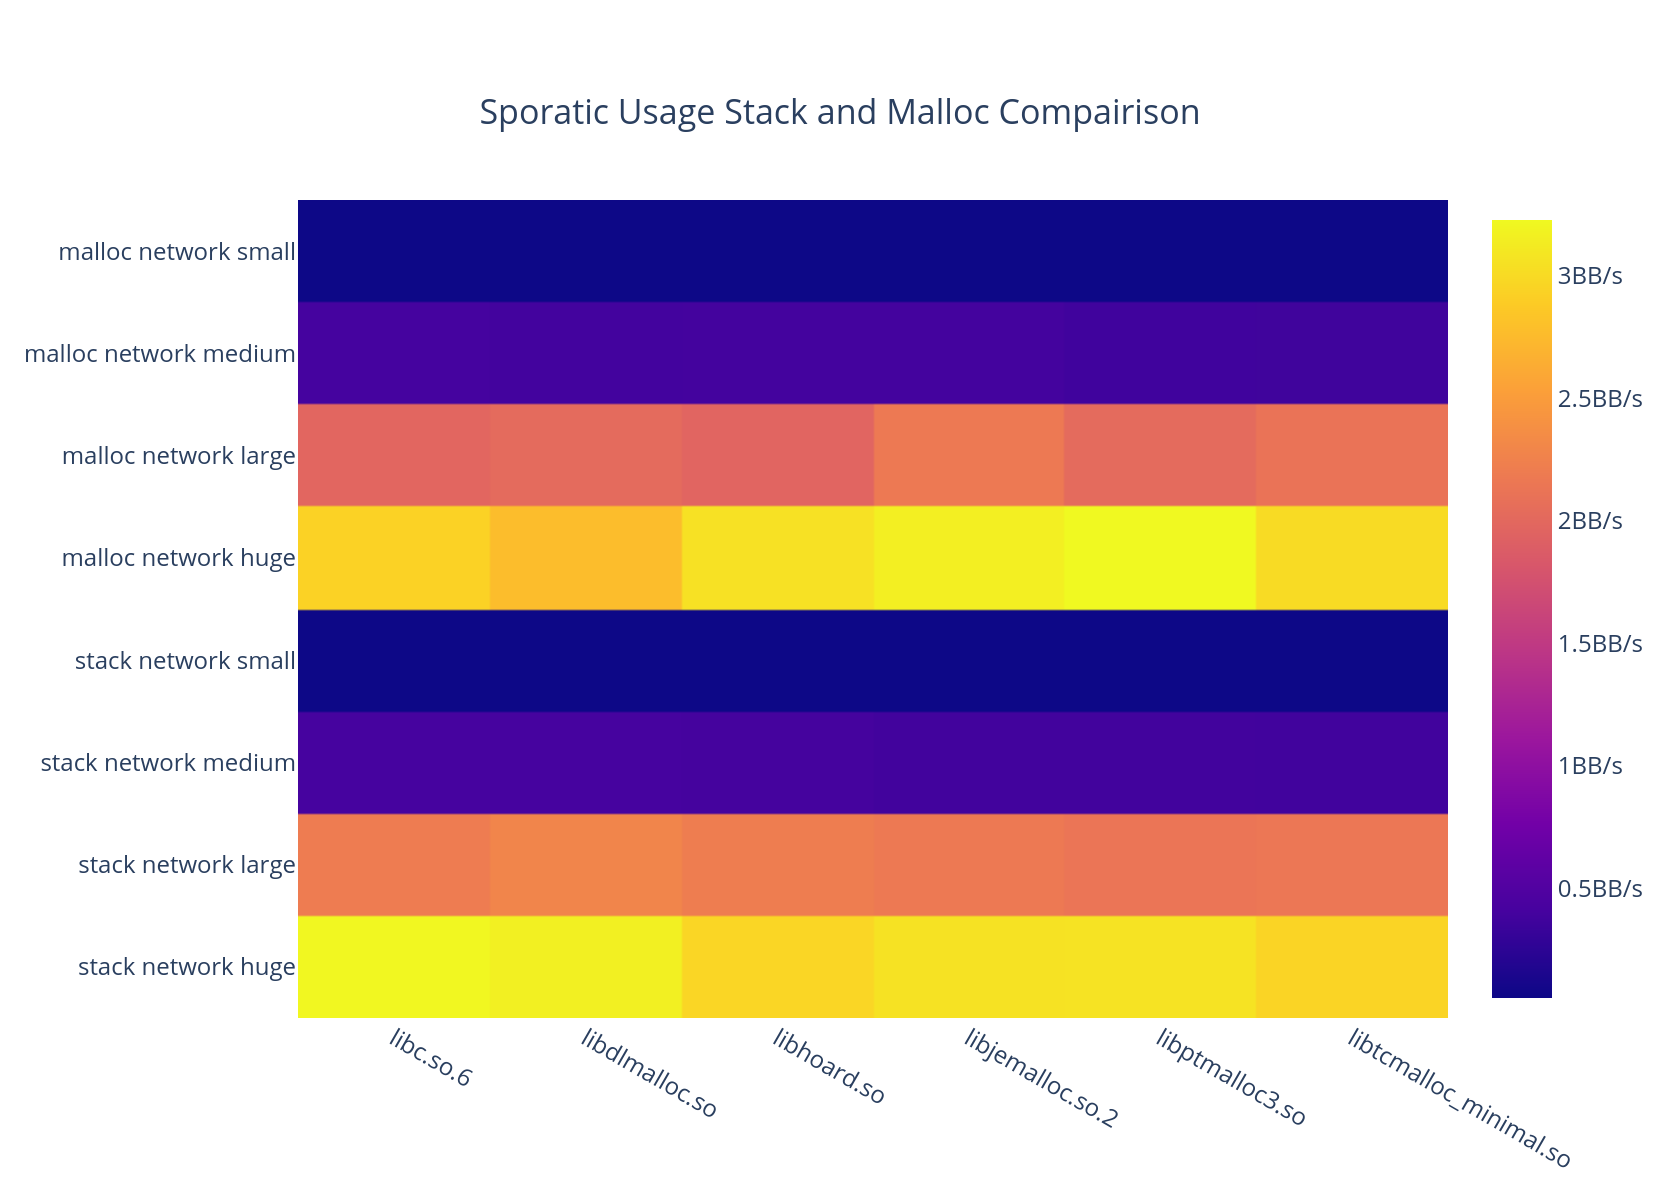 Sporatic Usage Stack and Malloc Compairison
malloc network small
malloc network medium
malloc network large
malloc network huge
stack network small
stack network medium
stack network large
stack network huge
libc.so.6
libdlmalloc.so
libhoard.so
libjemalloc.so.2
libptmalloc3.so
libtcmalloc_minimal.so
3BB/s
2.5BB/s
2BB/s
1.5BB/s
1BB/s
0.5BB/s